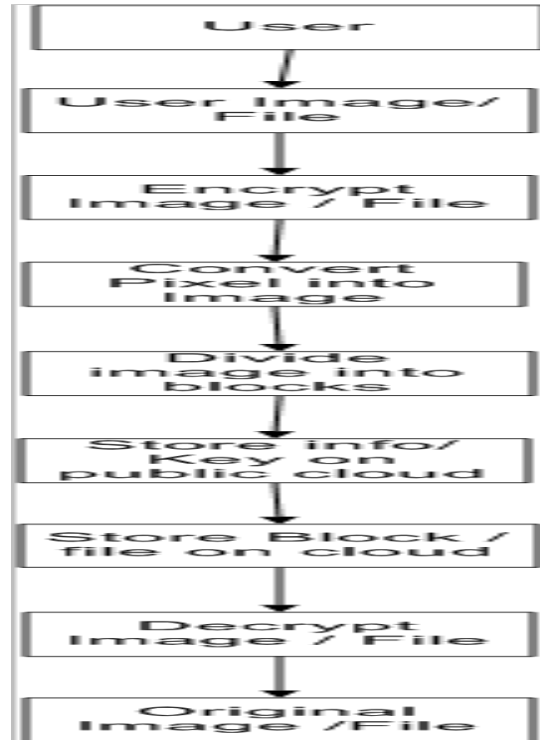 User
User Image/
File
Encrypt
Image / File
Convert
Pixel into
Image
Divide
image into
blocks
Store info/
Key on
public cloud
Store Block /
file on cloud
Decrypt
Image / File
Original
Image /File